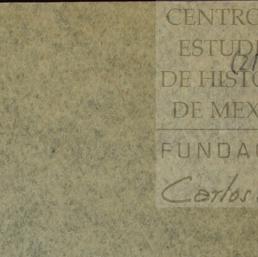 CENTRO
ESTUD
DE HISTO
DE MEX
FUNDA
Carlos